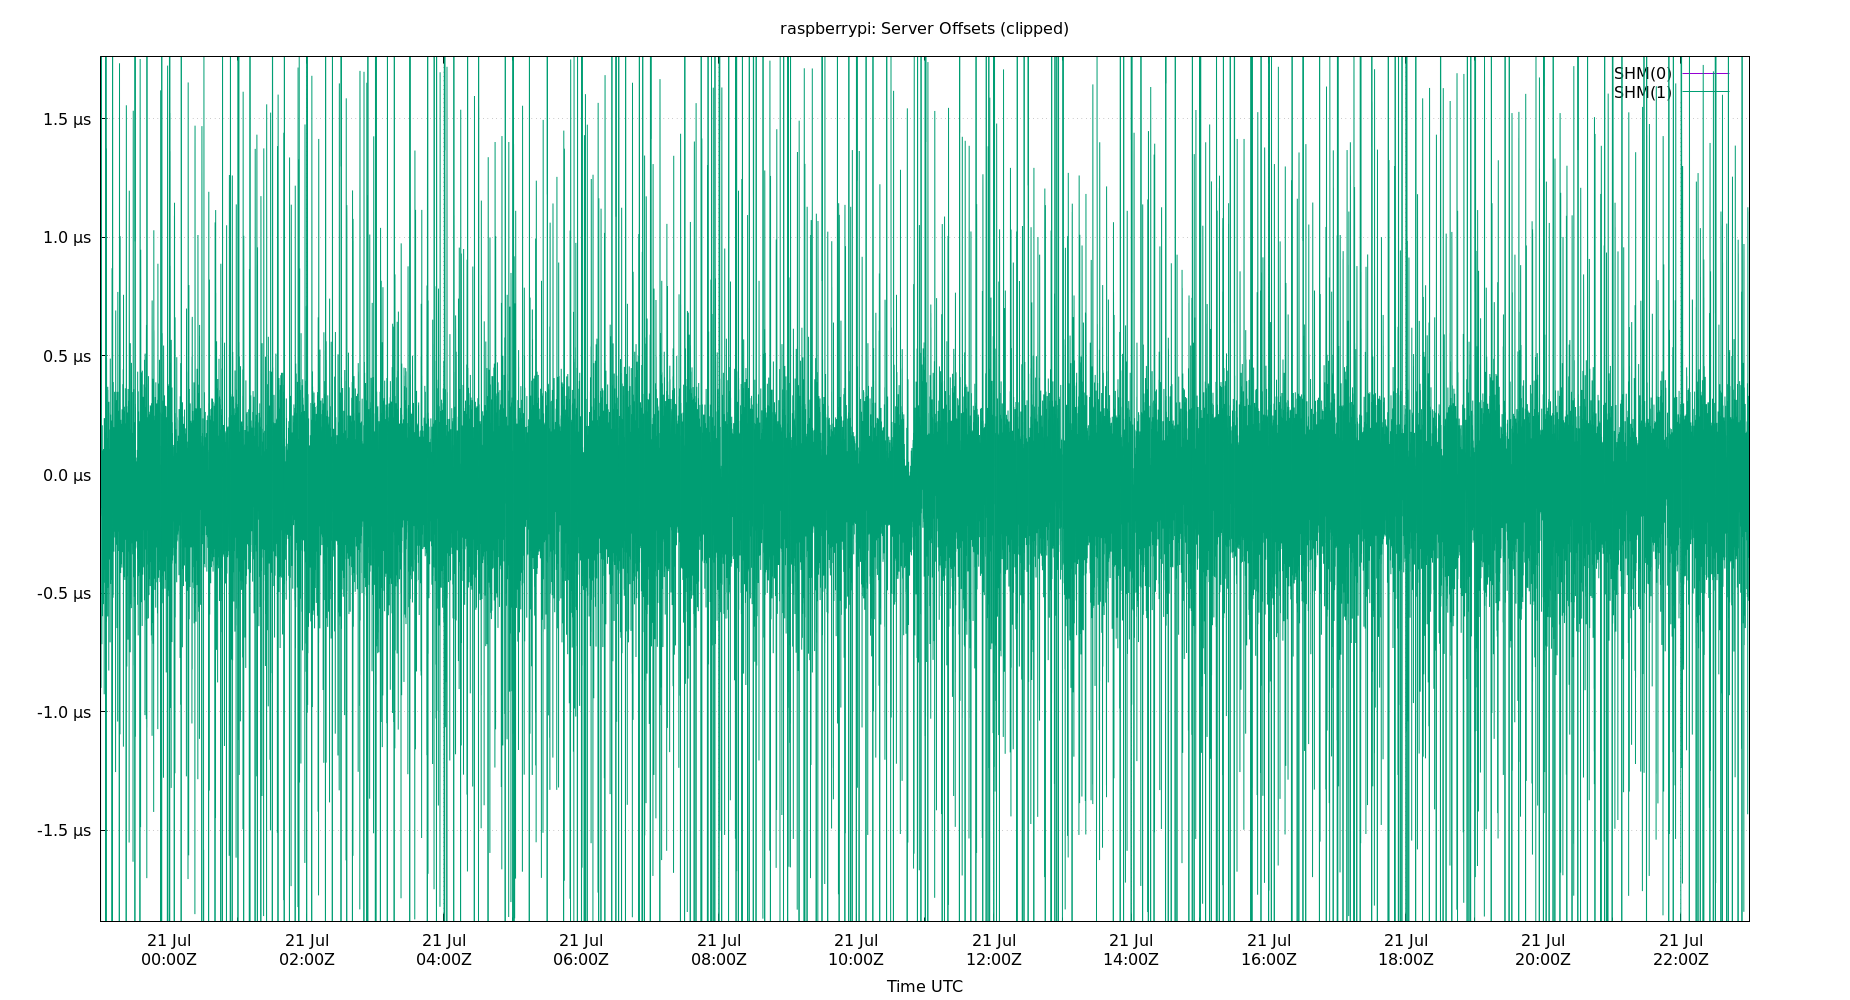 raspberrypi: Server Offsets (clipped)
SHM(0)
SHM(1)
1.5 µs
1.0 µs
0.5 µs
0.0 µs
-0.5 µs
-1.0 µs
-1.5 µs
21 Jul 21 Jul 21 Jul 21 Jul 21 Jul 21 Jul 21 Jul 21 Jul 21 Jul 21 Jul 21 Jul 21 Jul
00:00Z 02:00Z 04:00Z 06:00Z 08:00Z 10:00Z 12:00Z 14:00Z 16:00Z 18:00Z 20:00Z 22:00Z
Time UTC